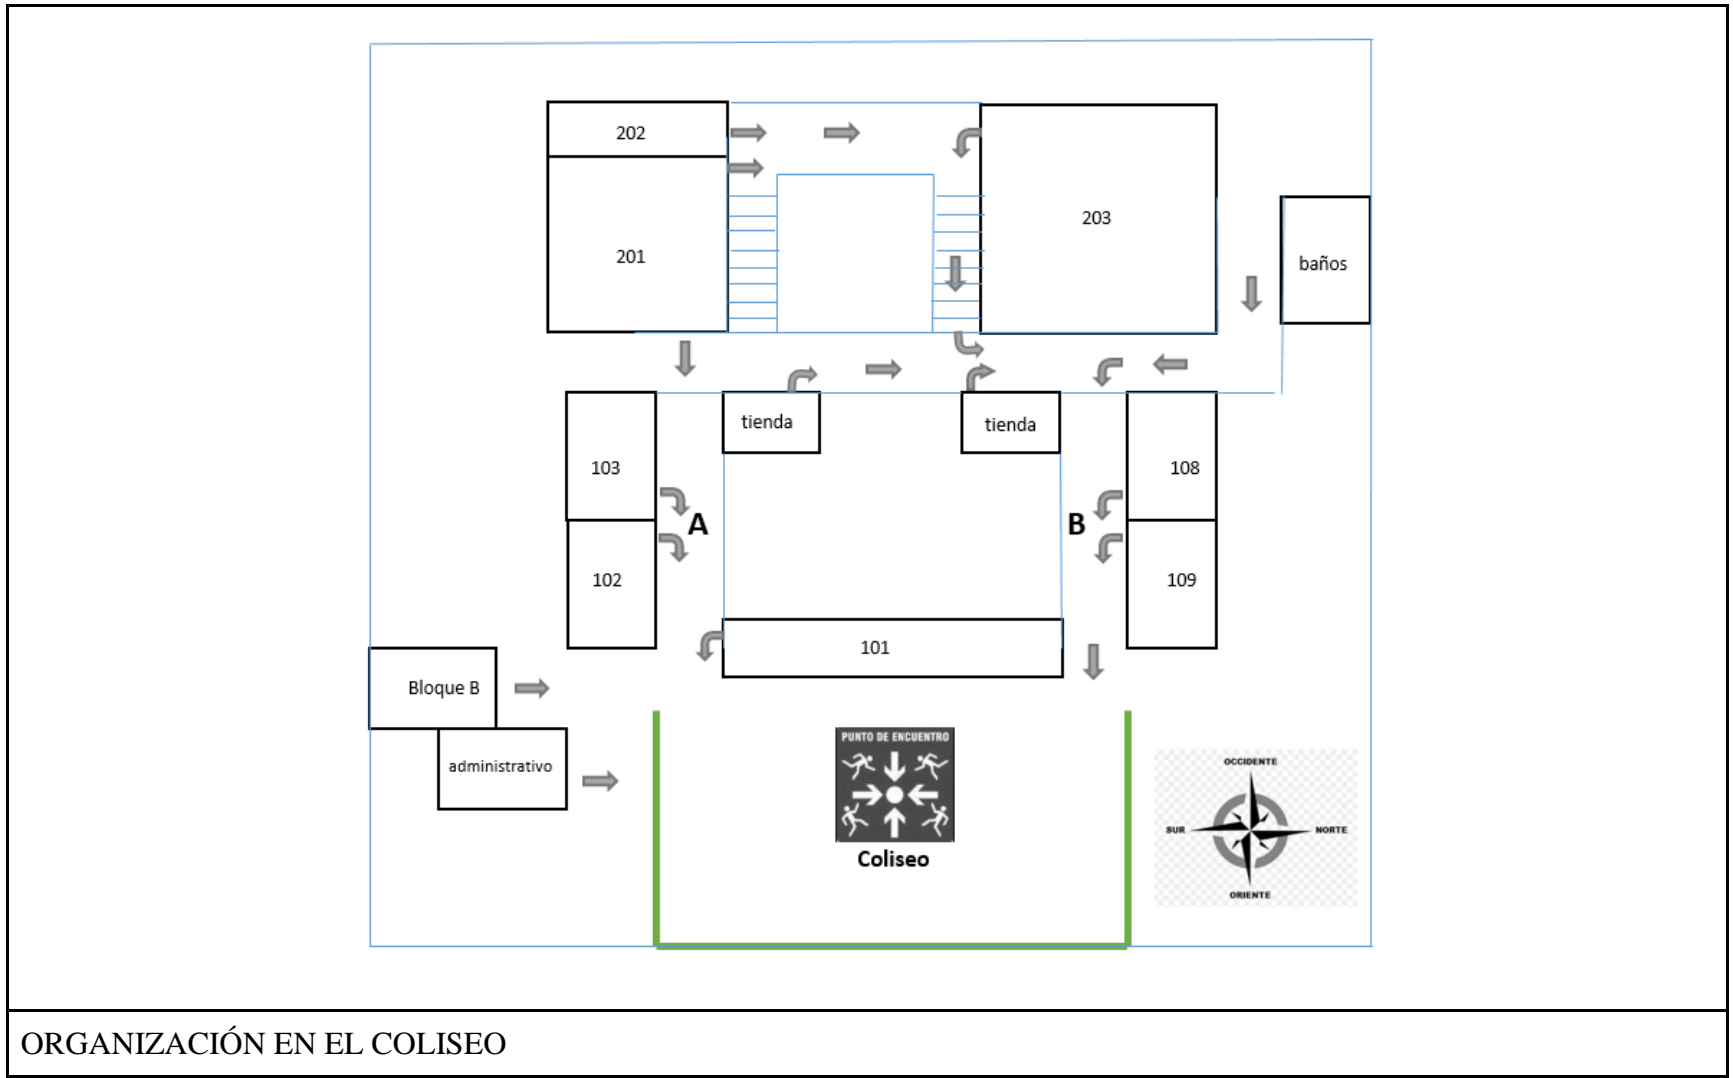 202
201
203
baños
tienda
tienda
103
108
A
B
102
109
101
Bloque B
administrativo
PUNTO DE ENCUENTRO
Coliseo
OCCIDENTE
SUR
NORTE
ORIENTE
ORGANIZACIÓN EN EL COLISEO